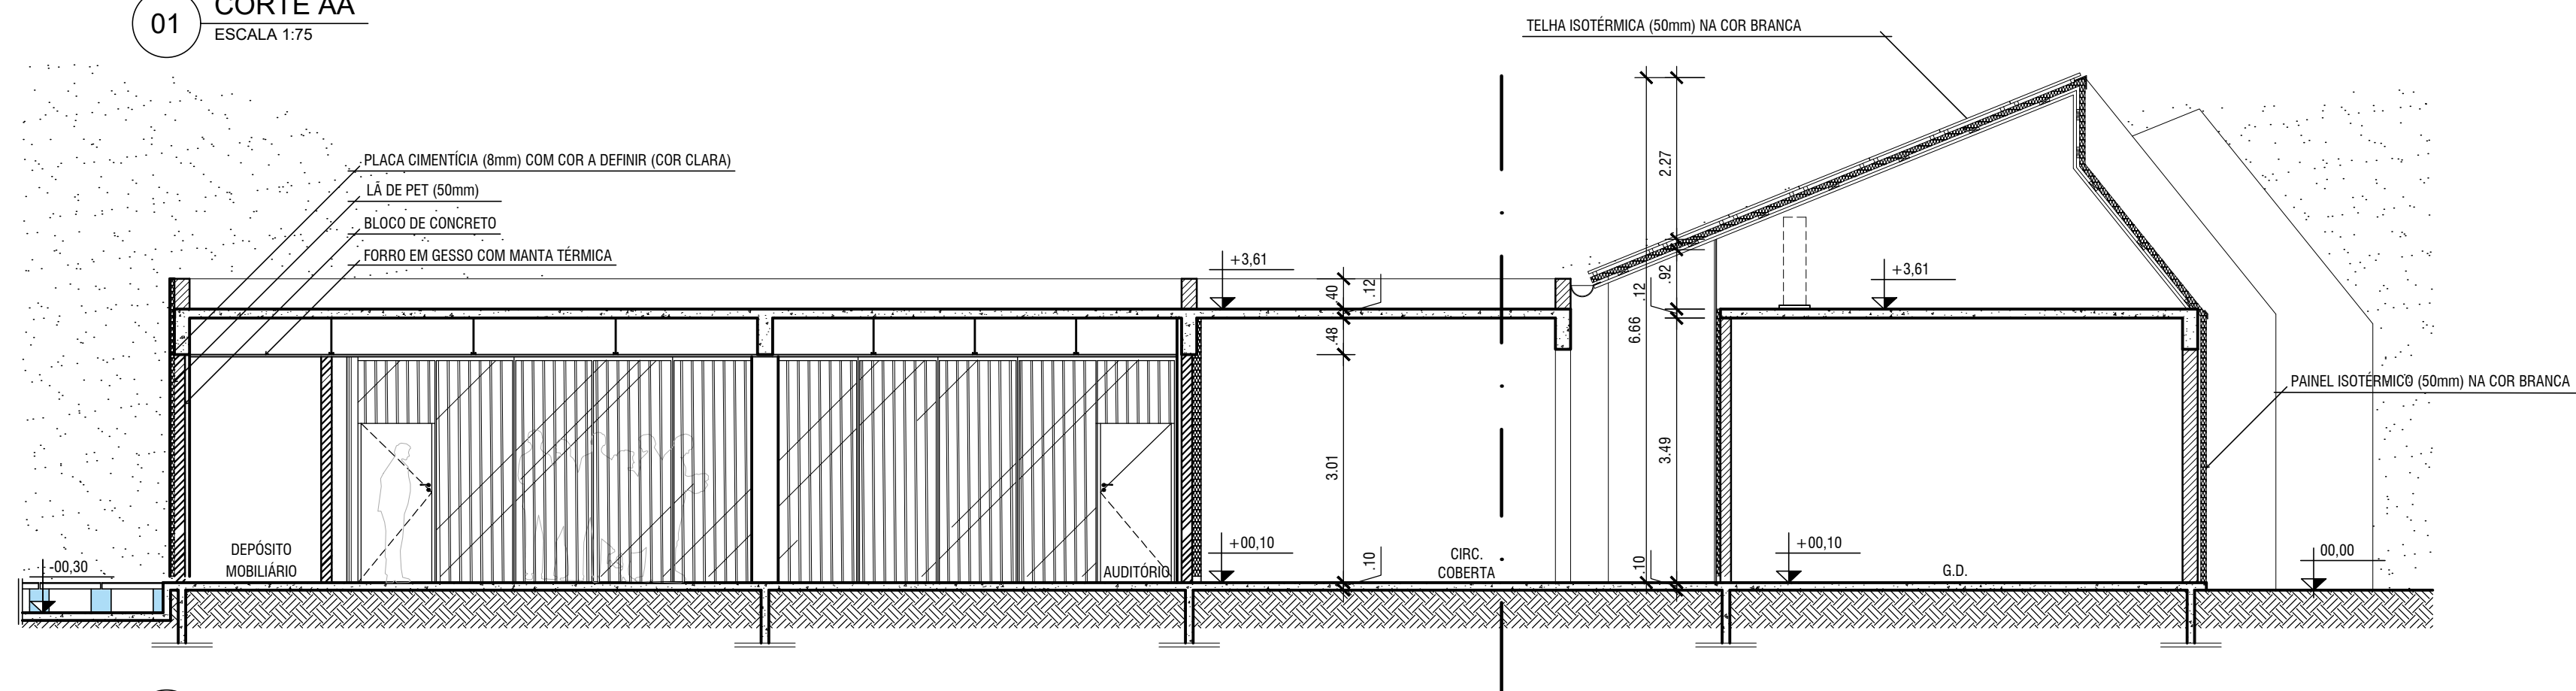 01
CORTE AA
ESCALA 1:75
TELHA ISOTÉRMICA (50mm) NA COR BRANCA
PLACA CIMENTÍCIA (8mm) COM COR A DEFINIR (COR CLARA)
LÃ DE PET (50mm)
BLOCO DE CONCRETO
FORRO EM GESSO COM MANTA TÉRMICA
2.27
+3,61
.40
.12
.12
.92
+3,61
.48
6.66
PAINEL ISOTÉRMICO (50mm) NA COR BRANCA
3.01
3.49
-00,30
DEPÓSITO
MOBILIÁRIO
AUDITÓRIO
+00,10
.10
CIRC.
COBERTA
.10
+00,10
G.D.
00,00